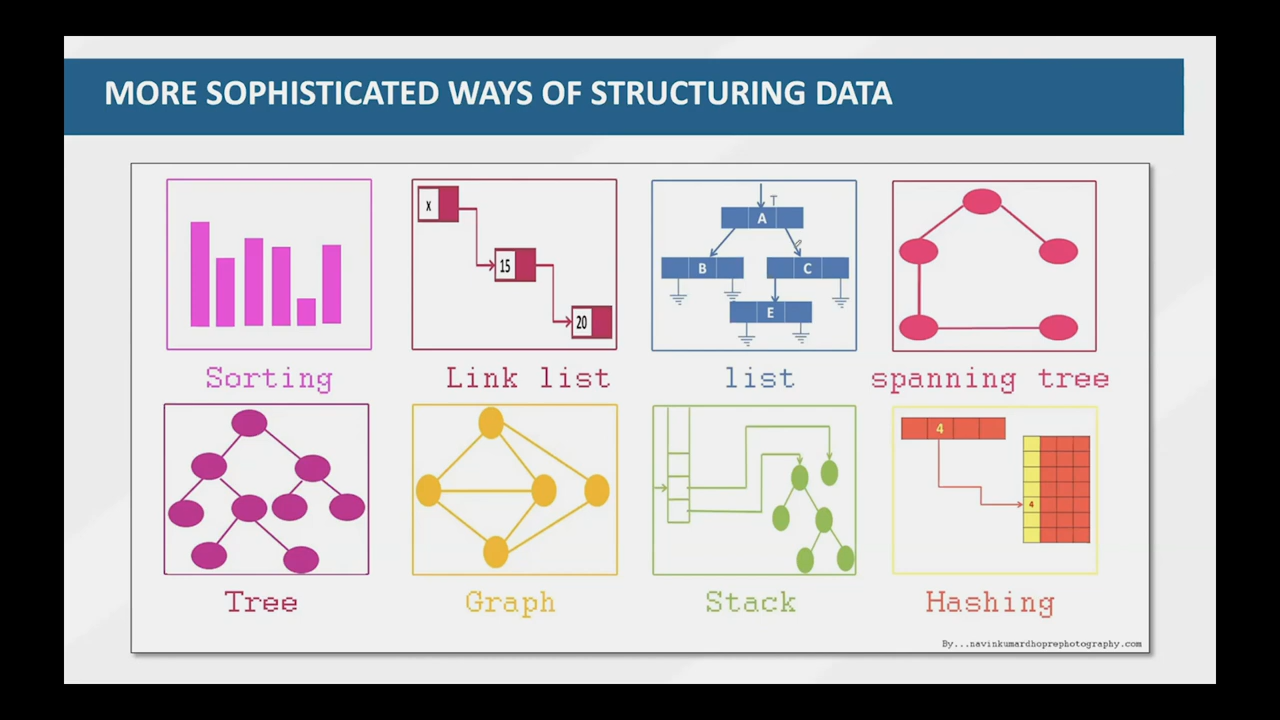 MORE SOPHISTICATED WAYS OF STRUCTURING DATA
x
15
20
T
A
B
C
E
Sorting
Link list
list
spanning tree
4
4
Tree
Graph
Stack
Hashing
By...navinkumardhoprephotography.com